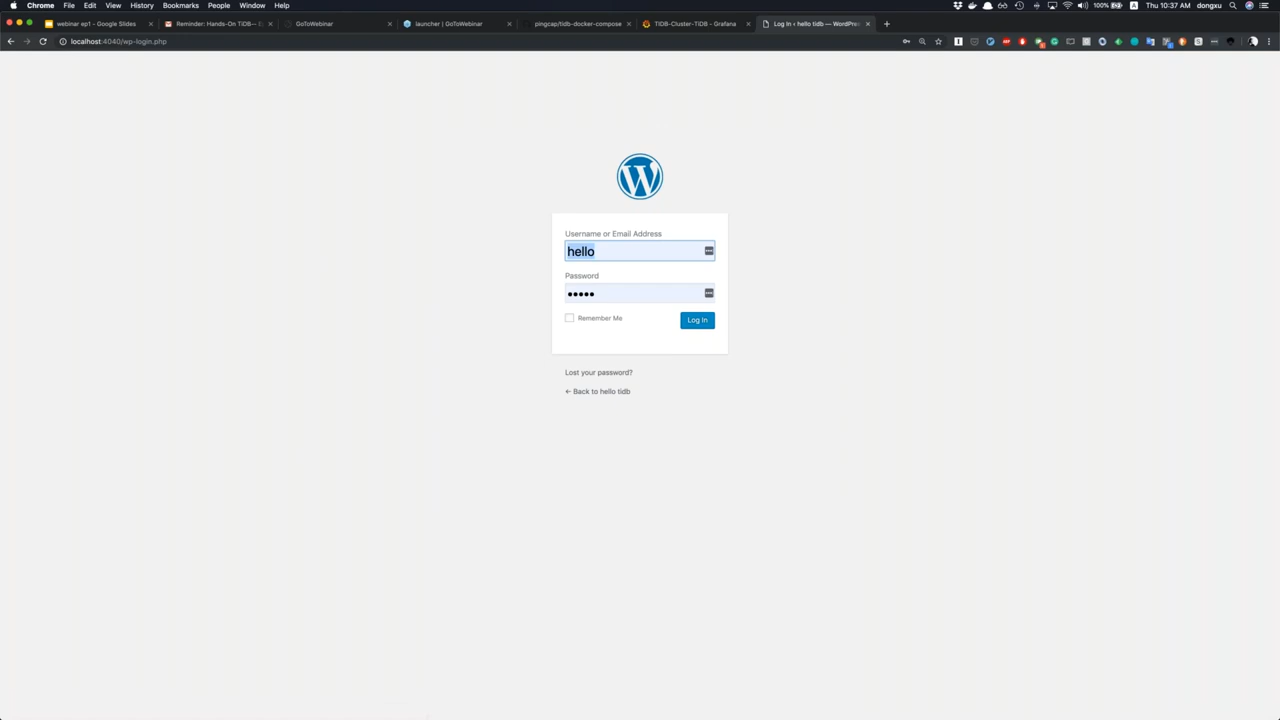 Chrome File Edit View History Bookmarks People Window Help 100% A Thu 10:37 AM dongxu
webinar ep1 - Google Slides Reminder: Hands-On TiDB— E GoToWebinar launcher | GoToWebinar pingcap/tidb-docker-compose TiDB-Cluster-TiDB - Grafana Log In ‹ hello tidb — WordPre
localhost:4040/wp-login.php
Username or Email Address
hello
Password
Remember Me
Log In
Lost your password?
← Back to hello tidb